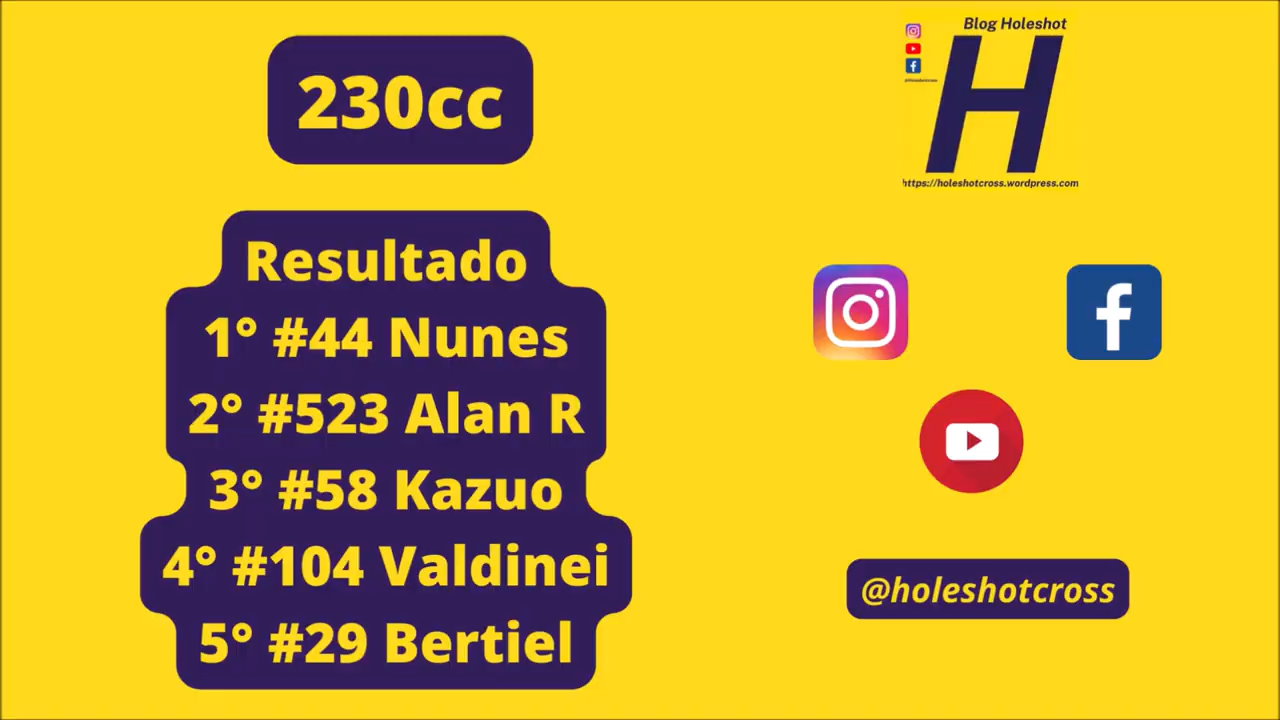 230cc
Resultado
1° #44 Nunes
2° #523 Alan R
3° #58 Kazuo
4° #104 Valdinei
5° #29 Bertiel
Blog Holeshot
H
@holeshotcross
https://holeshotcross.wordpress.com
@holeshotcross